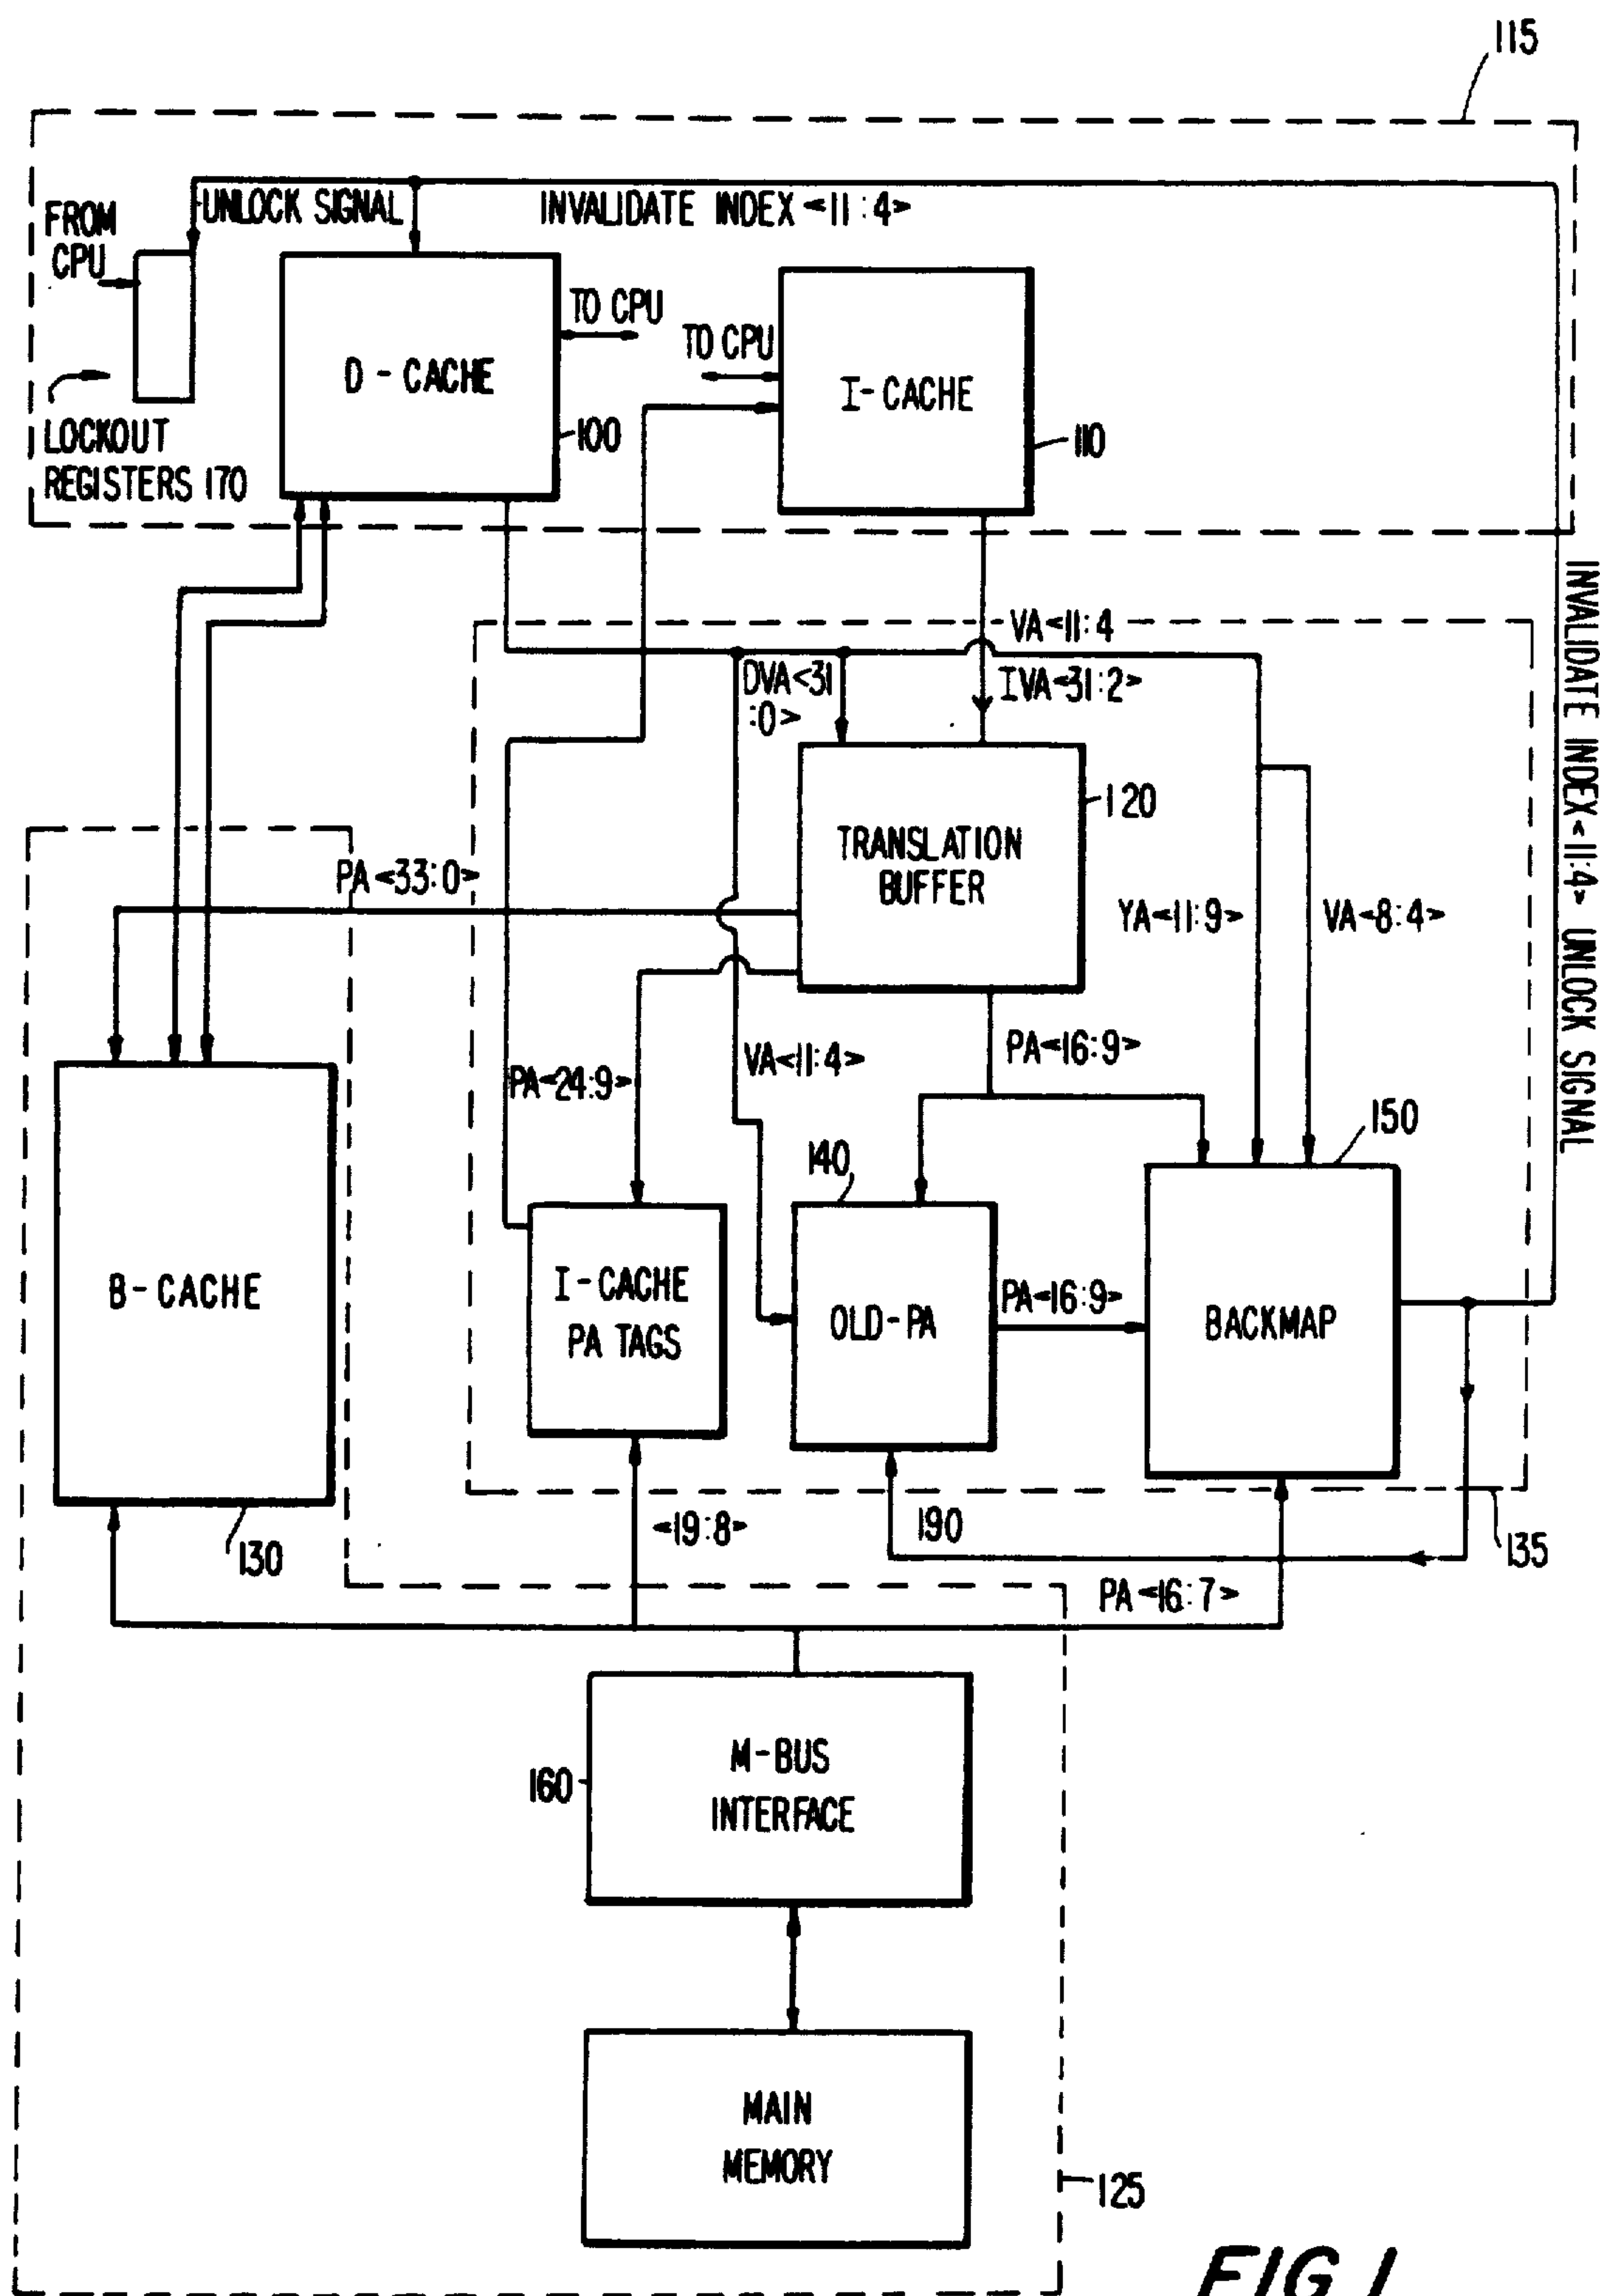 115
UNLOCK SIGNAL
INVALIDATE INDEX <11:4>
FROM
CPU
TO CPU
TO CPU
D - CACHE
I-CACHE
LOCKOUT
REGISTERS 170
100
110
INVALIDATE INDEX<11:4> UNLOCK SIGNAL
VA<11:4
DVA<31
:0>
IVA<31:2>
120
TRANSLATION
BUFFER
PA <33:0>
YA<11:9>
VA<8:4>
PA<24:9>
VA<11:4>
PA<16:9>
150
140
B-CACHE
I-CACHE
PA TAGS
OLD-PA
PA<16:9>
BACKMAP
130
<19:8>
190
135
PA <16:7>
M-BUS
INTERFACE
160
MAIN
MEMORY
125
FIG. 1